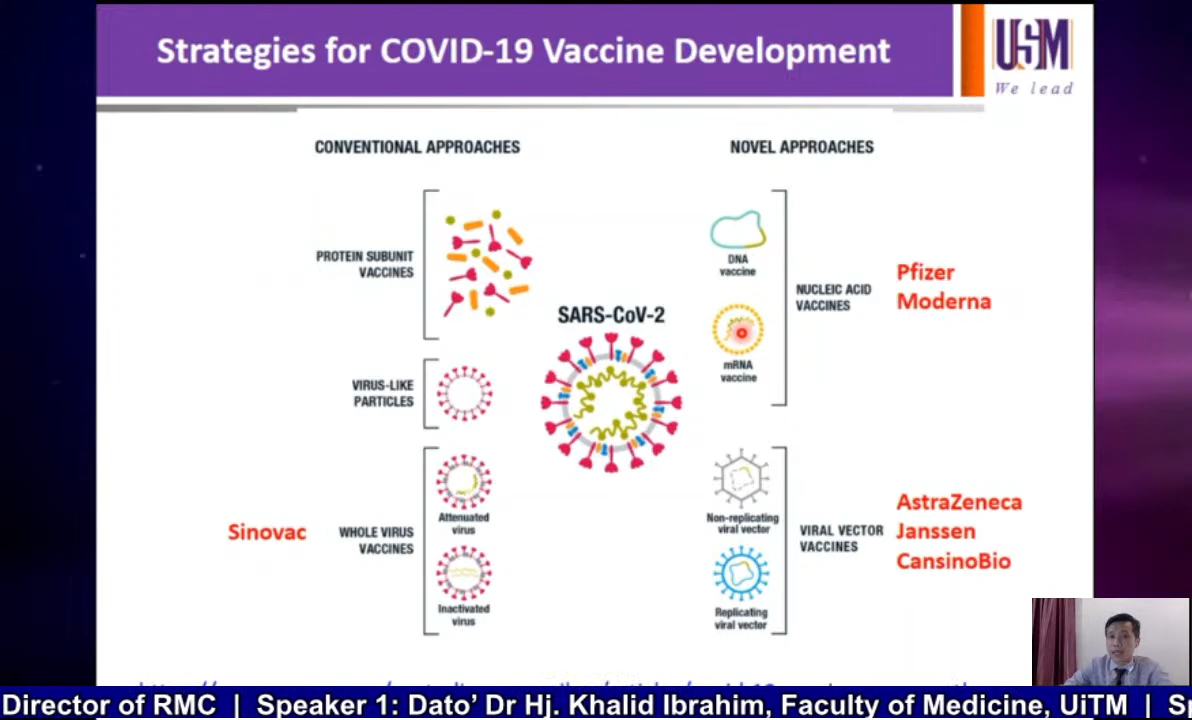 Strategies for COVID-19 Vaccine Development
USM
We lead
CONVENTIONAL APPROACHES
NOVEL APPROACHES
PROTEIN SUBUNIT
VACCINES
VIRUS-LIKE
PARTICLES
Sinovac
WHOLE VIRUS
VACCINES
Attenuated
virus
Inactivated
virus
SARS-CoV-2
DNA
vaccine
mRNA
vaccine
NUCLEIC ACID
VACCINES
Pfizer
Moderna
Non-replicating
viral vector
Replicating
viral vector
VIRAL VECTOR
VACCINES
AstraZeneca
Janssen
CansinoBio
Director of RMC | Speaker 1: Dato’ Dr Hj. Khalid Ibrahim, Faculty of Medicine, UiTM | Sp